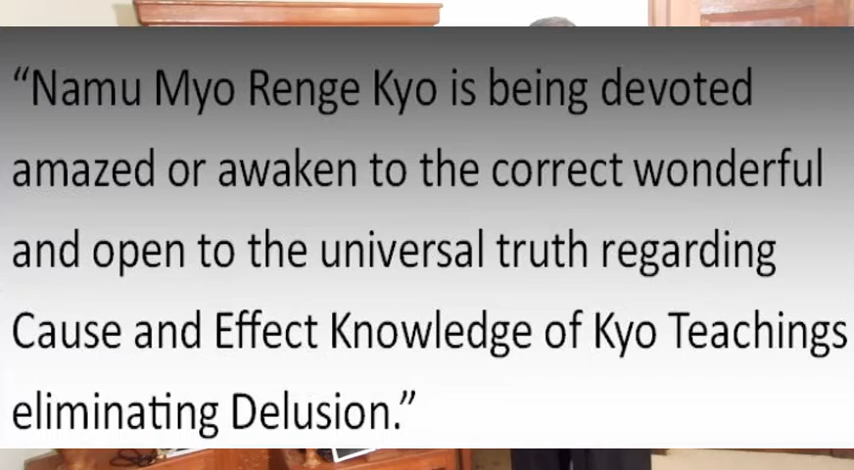 “Namu Myo Renge Kyo is being devoted
amazed or awaken to the correct wonderful
and open to the universal truth regarding
Cause and Effect Knowledge of Kyo Teachings
eliminating Delusion.”